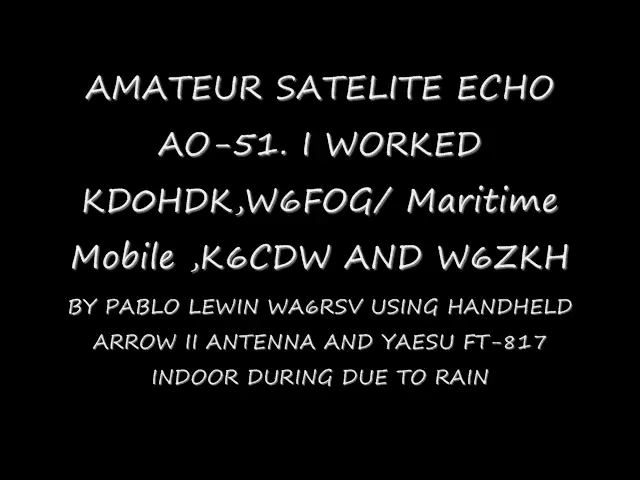 AMATEUR SATELITE ECHO
AO-51. I WORKED
KD0HDK,W6FOG/ Maritime
Mobile ,K6CDW AND W6ZKH
BY PABLO LEWIN WA6RSV USING HANDHELD
ARROW II ANTENNA AND YAESU FT-817
INDOOR DURING DUE TO RAIN